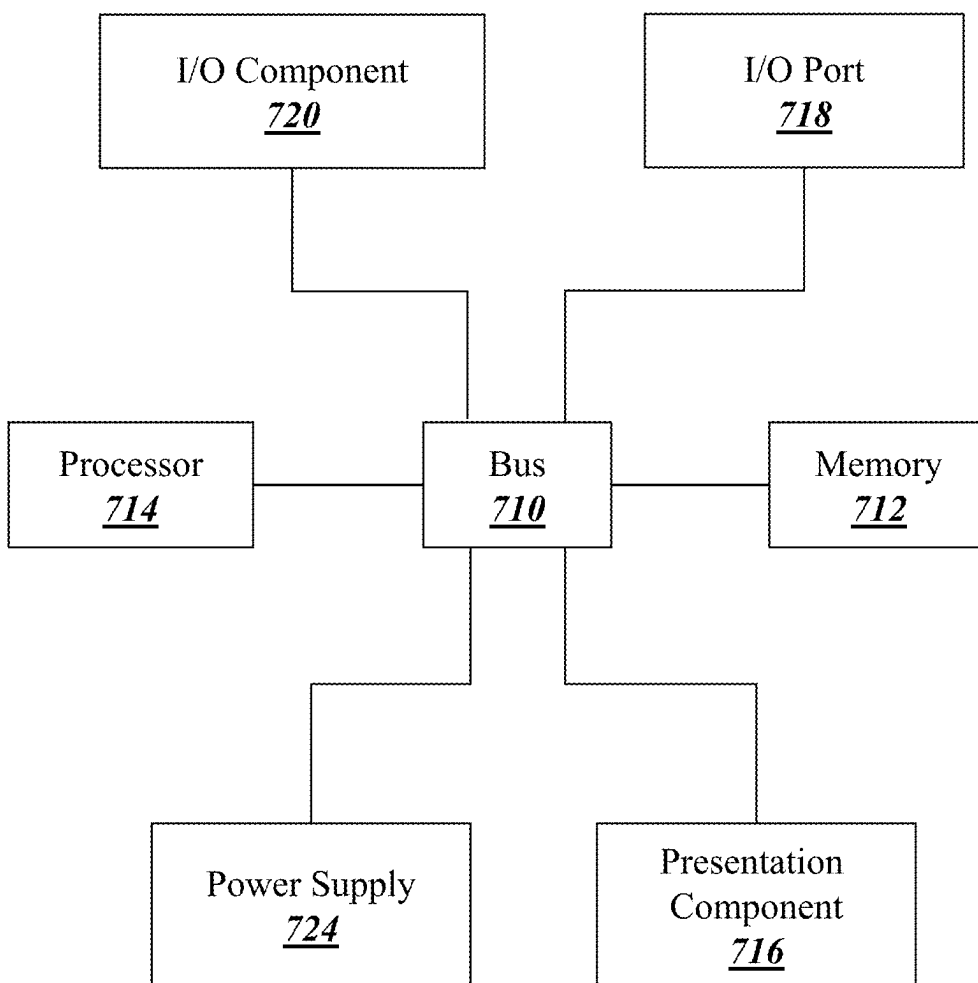 I/O Component
720
I/O Port
718
Processor
714
Bus
710
Memory
712
Power Supply
724
Presentation
Component
716